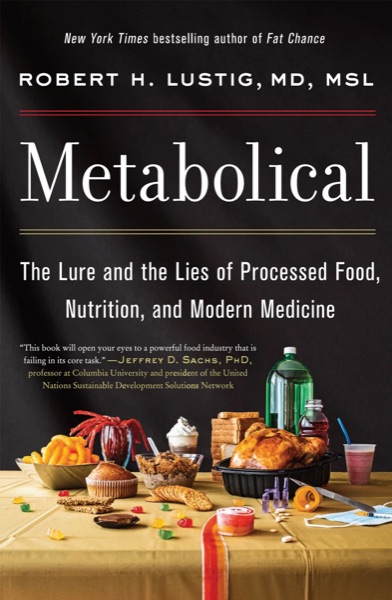 New York Times bestselling author of Fat Chance
ROBERT H. LUSTIG, MD, MSL
Metabolical
The Lure and the Lies of Processed Food,
Nutrition, and Modern Medicine
“This book will open your eyes to a powerful food industry that is
failing in its core task.” —JEFFREY D. SACHS, PhD,
professor at Columbia University and president of the United
Nations Sustainable Development Solutions Network